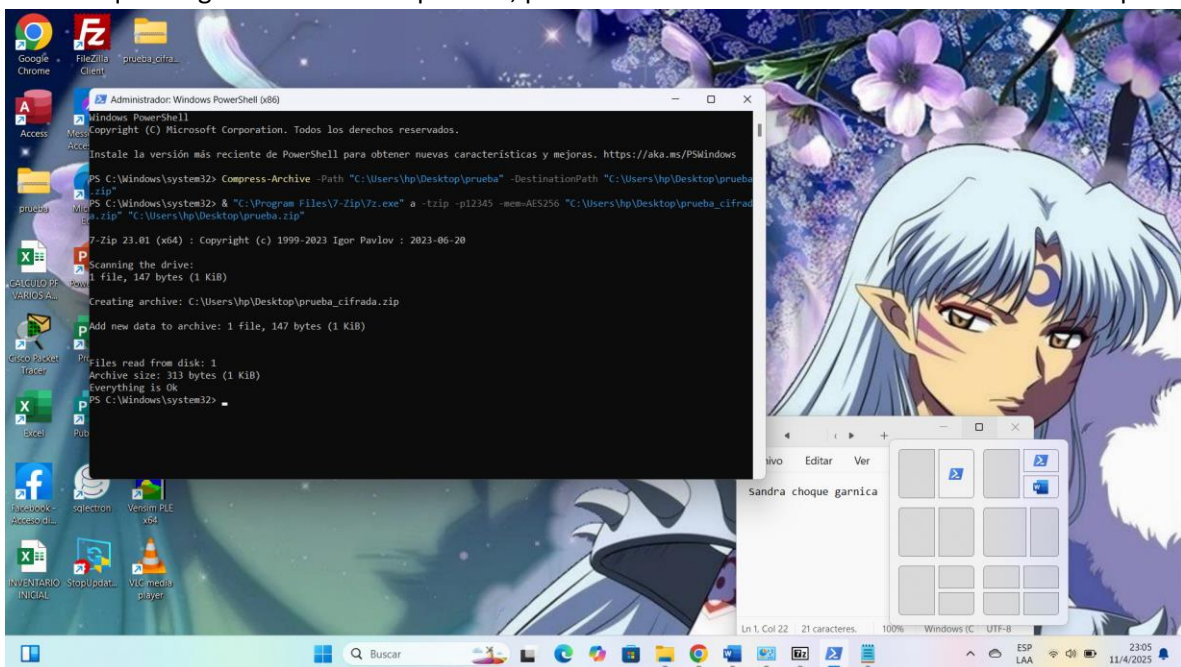 Google
Chrome
FileZilla
Client
prueba_cifra...
Access
prueba
CALCULO PF
VARIOS A...
Cisco Packet
Tracer
Excel
Facebook -
Acceso di...
sqlectron
Vensim PLE
x64
INVENTARIO
INICIAL
StopUpdat...
VLC media
player
Administrador: Windows PowerShell (x86)
Windows PowerShell
Copyright (C) Microsoft Corporation. Todos los derechos reservados.
Instale la versión más reciente de PowerShell para obtener nuevas características y mejoras. https://aka.ms/PSWindows
PS C:\Windows\system32> Compress-Archive -Path "C:\Users\hp\Desktop\prueba" -DestinationPath "C:\Users\hp\Desktop\prueba
.zip"
PS C:\Windows\system32> & "C:\Program Files\7-Zip\7z.exe" a -tzip -p12345 -mem=AES256 "C:\Users\hp\Desktop\prueba_cifrad
a.zip" "C:\Users\hp\Desktop\prueba.zip"
7-Zip 23.01 (x64) : Copyright (c) 1999-2023 Igor Pavlov : 2023-06-20
Scanning the drive:
1 file, 147 bytes (1 KiB)
Creating archive: C:\Users\hp\Desktop\prueba_cifrada.zip
Add new data to archive: 1 file, 147 bytes (1 KiB)
Files read from disk: 1
Archive size: 313 bytes (1 KiB)
Everything is Ok
PS C:\Windows\system32>
Editar Ver
Sandra choque garnica
Ln 1, Col 22 21 caracteres. 100% Windows (C UTF-8
Buscar
ESP
LAA
23:05
11/4/2025